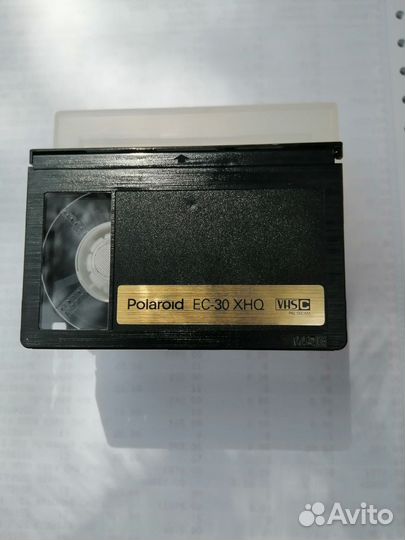 Polaroid EC-30 XHQ VHS C
PAL/SECAM
Avito